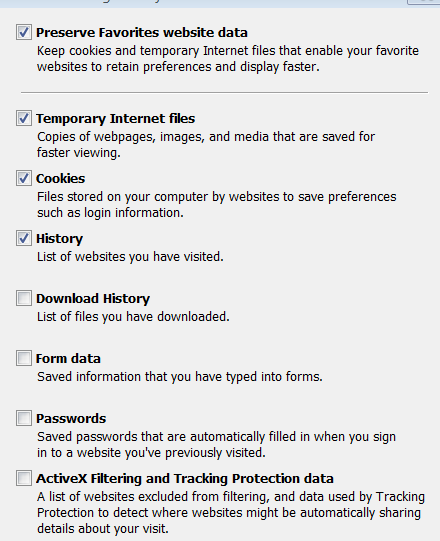 Preserve Favorites website data
Keep cookies and temporary Internet files that enable your favorite
websites to retain preferences and display faster.
Temporary Internet files
Copies of webpages, images, and media that are saved for
faster viewing.
Cookies
Files stored on your computer by websites to save preferences
such as login information.
History
List of websites you have visited.
Download History
List of files you have downloaded.
Form data
Saved information that you have typed into forms.
Passwords
Saved passwords that are automatically filled in when you sign
in to a website you've previously visited.
ActiveX Filtering and Tracking Protection data
A list of websites excluded from filtering, and data used by Tracking
Protection to detect where websites might be automatically sharing
details about your visit.